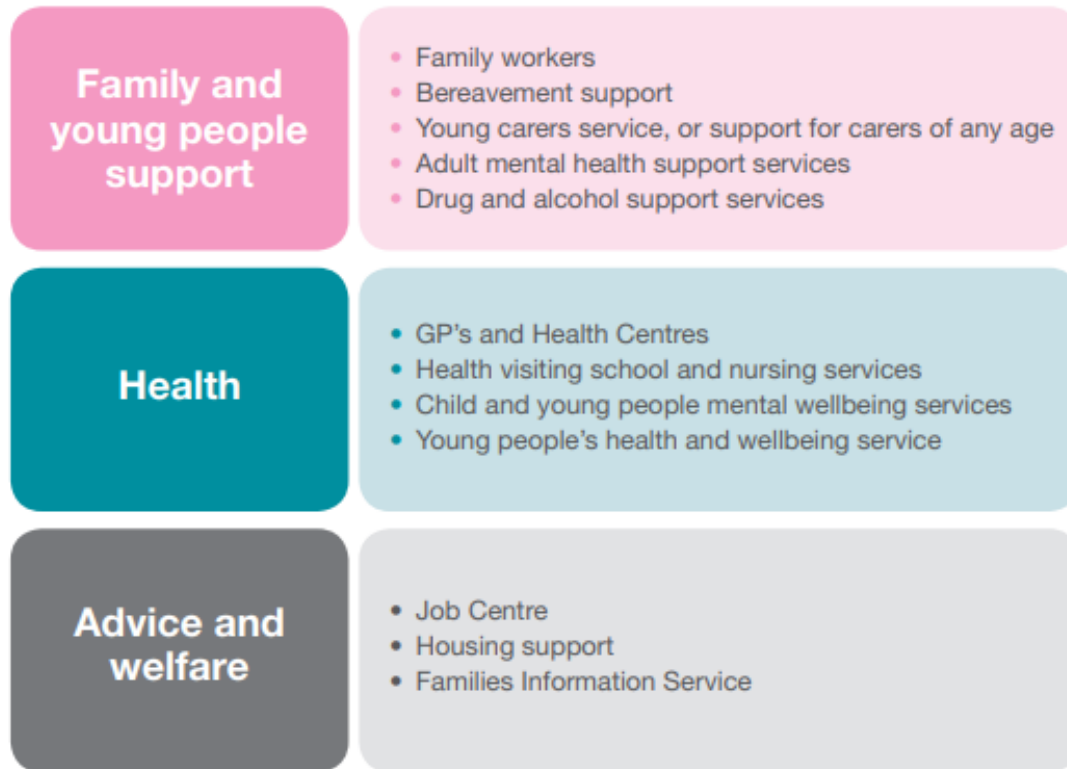 Family and
young people
support
• Family workers
• Bereavement support
• Young carers service, or support for carers of any age
• Adult mental health support services
• Drug and alcohol support services
Health
• GP's and Health Centres
• Health visiting school and nursing services
• Child and young people mental wellbeing services
• Young people's health and wellbeing service
Advice and
welfare
• Job Centre
• Housing support
• Families Information Service